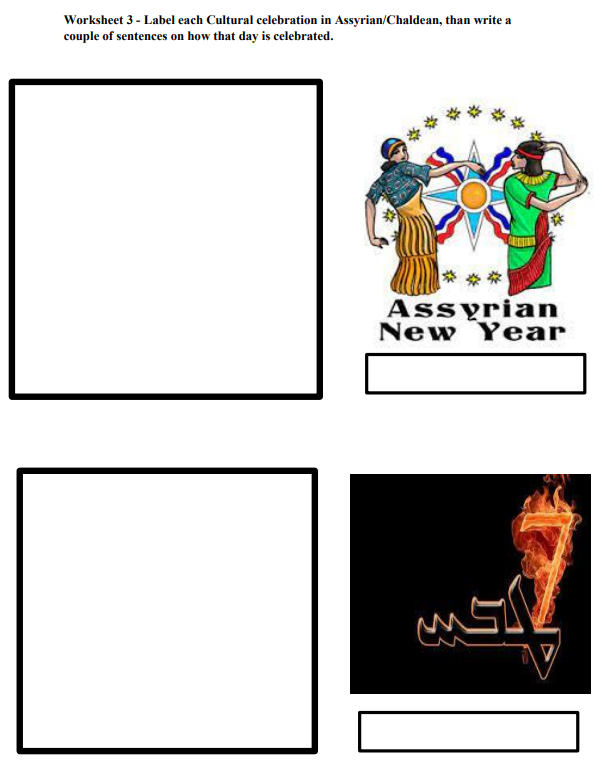 Worksheet 3 - Label each Cultural celebration in Assyrian/Chaldean, than write a
couple of sentences on how that day is celebrated.
Assyrian
New Year
7 ܛܒܚ